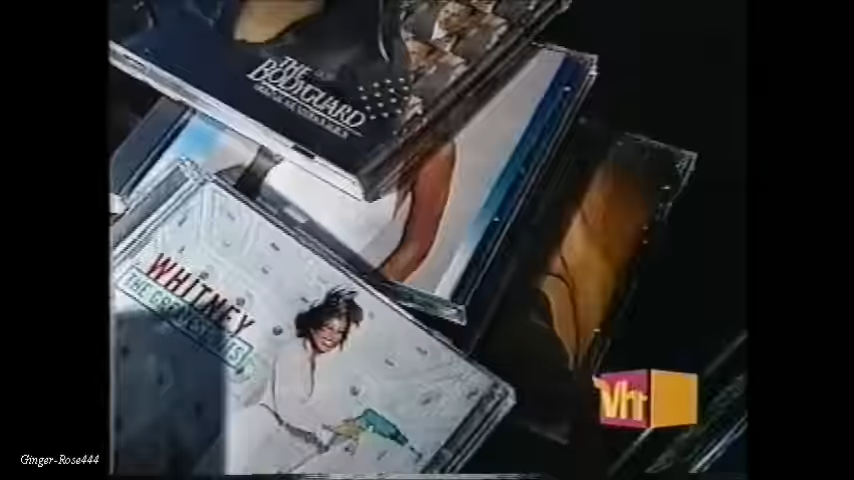 THE
BODYGUARD
WHITNEY
THE GREATEST HITS
Vh1
Ginger-Rose444